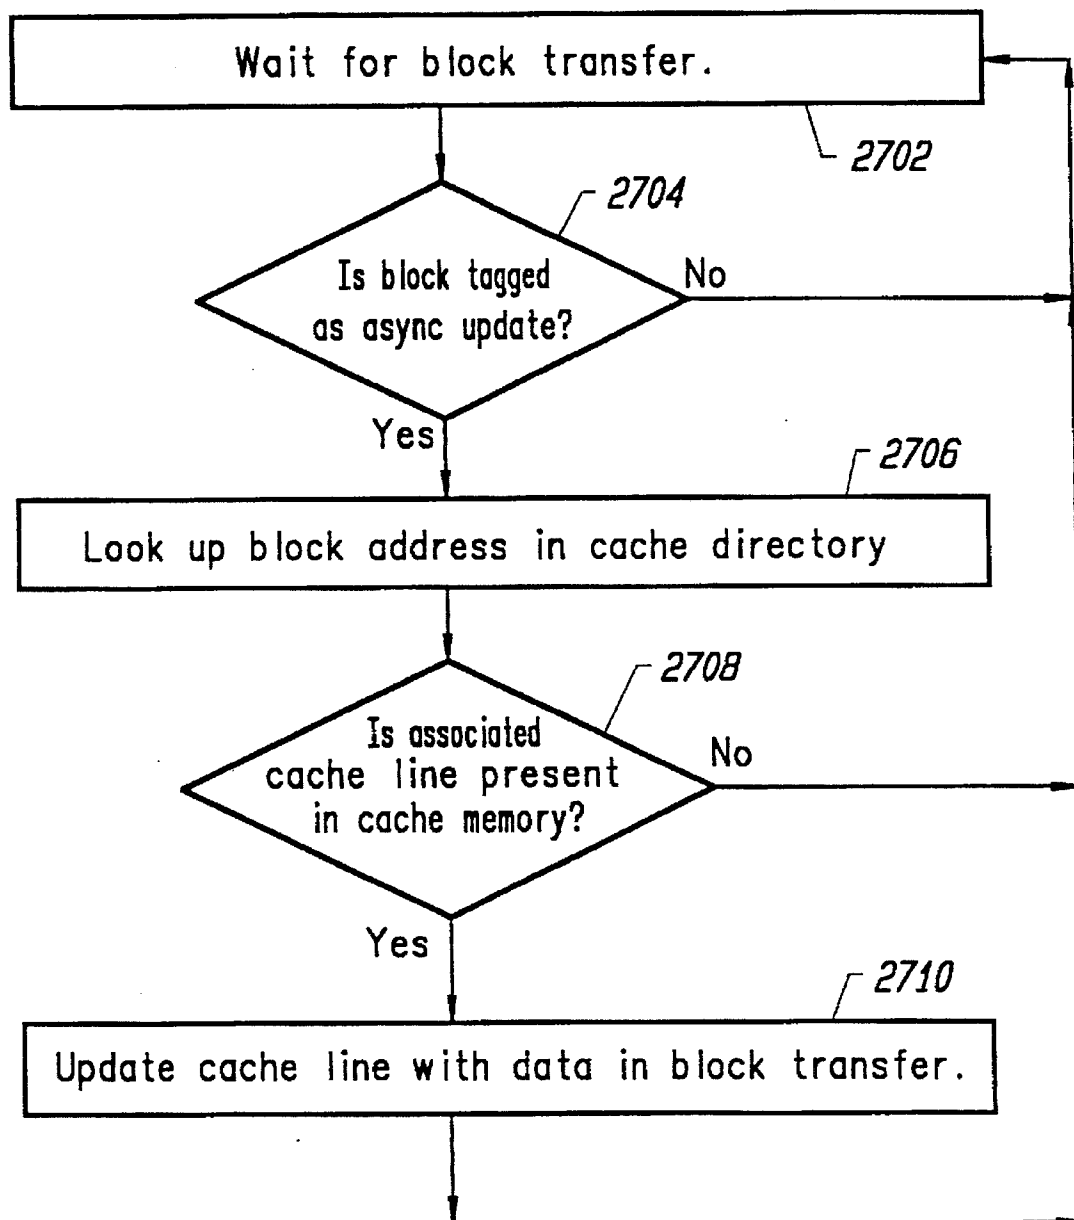 Wait for block transfer.
2702
2704
Is block tagged
as async update?
No
Yes
2706
Look up block address in cache directory
2708
Is associated
cache line present
in cache memory?
No
Yes
2710
Update cache line with data in block transfer.